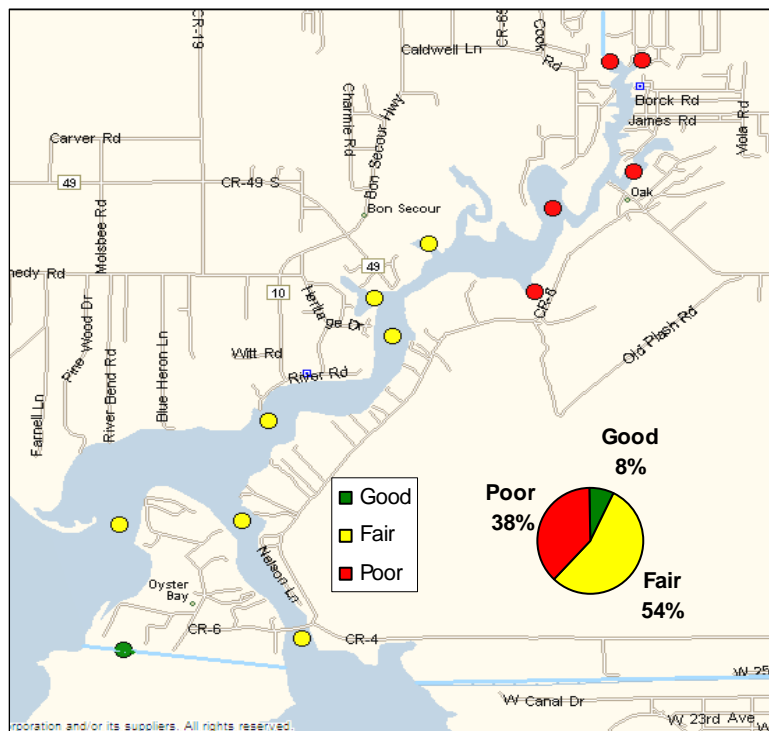 CR-19
CR-65
Cook Rd
Caldwell Ln
Charmie Rd
Bon Secour Hwy
Borck Rd
James Rd
Viola Rd
Carver Rd
49
CR-49 S
Oak
Molsbee Rd
Bon Secour
nedy Rd
49
10
CR-6
Heritage Dr
Old Plash Rd
Pine Wood Dr
Witt Rd
River Rd
Farnell Ln
River Bend Rd
Blue Heron Ln
Good
8%
Poor
38%
Fair
54%
Good
Fair
Poor
Nelson Ln
Oyster
Bay
CR-6
CR-4
W 25
W Canal Dr
W 23rd Ave
W
rporation and/or its suppliers. All rights reserved.